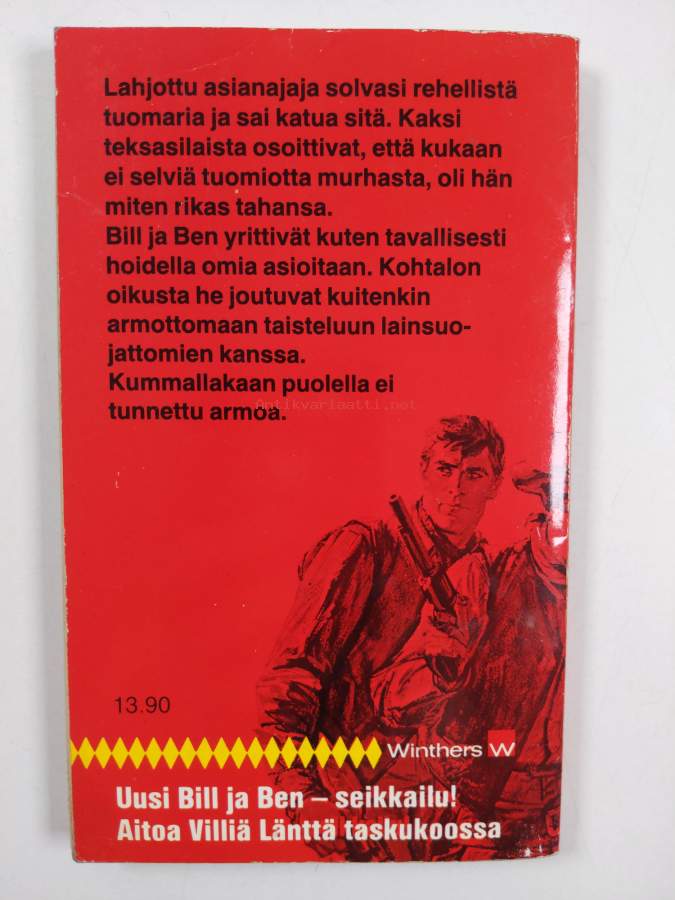 Lahjottu asianajaja solvasi rehellistä
tuomaria ja sai katua sitä. Kaksi
teksasilaista osoittivat, että kukaan
ei selviä tuomiotta murhasta, oli hän
miten rikas tahansa.
Bill ja Ben yrittivät kuten tavallisesti
hoidella omia asioitaan. Kohtalon
oikusta he joutuvat kuitenkin
armottomaan taisteluun lainsuo-
jattomien kanssa.
Kummallakaan puolella ei
tunnettu armoa.
Antikvariaatti.net
13.90
Winthers W
Uusi Bill ja Ben – seikkailu!
Aitoa Villiä Länttä taskukoossa